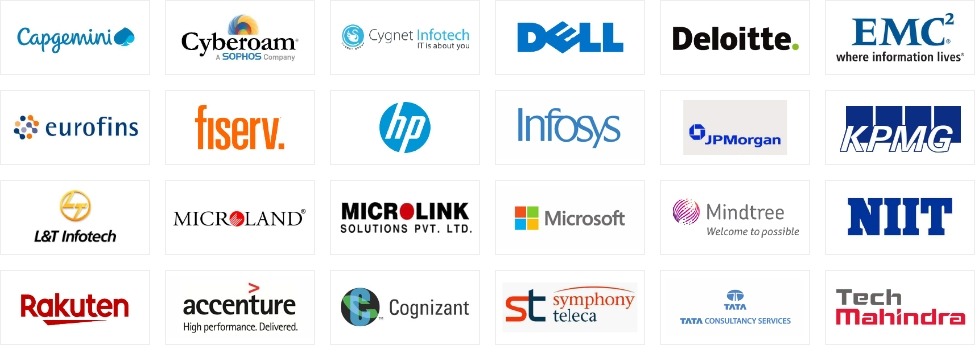 Capgemini
Cyberoam®
A SOPHOS Company
Cygnet Infotech
IT is about you
DELL
Deloitte.
EMC²®
where information lives®
eurofins
fiserv.
hp
Infosys
JPMorgan
KPMG
LT
L&T Infotech
MICROLAND®
MICROLINK
SOLUTIONS PVT. LTD.
Microsoft
Mindtree
Welcome to possible
NIIT
Rakuten
accenture
High performance. Delivered.
Cognizant
st symphony
teleca
TATA
TATA CONSULTANCY SERVICES
Tech
Mahindra